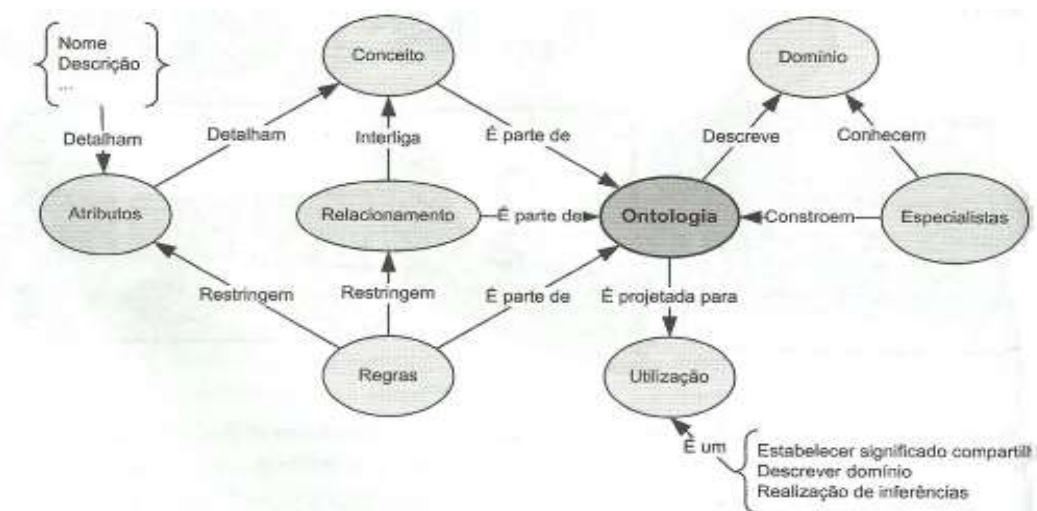 Nome
Descrição
...
Conceito
Domínio
Detalham
Detalham
Interliga
É parte de
Descreve
Conhecem
Atributos
Relacionamento
É parte de
Ontologia
Constroem
Especialistas
Restringem
Restringem
É parte de
É projetada para
Regras
Utilização
É um
Estabelecer significado compartil
Descrever domínio
Realização de inferências